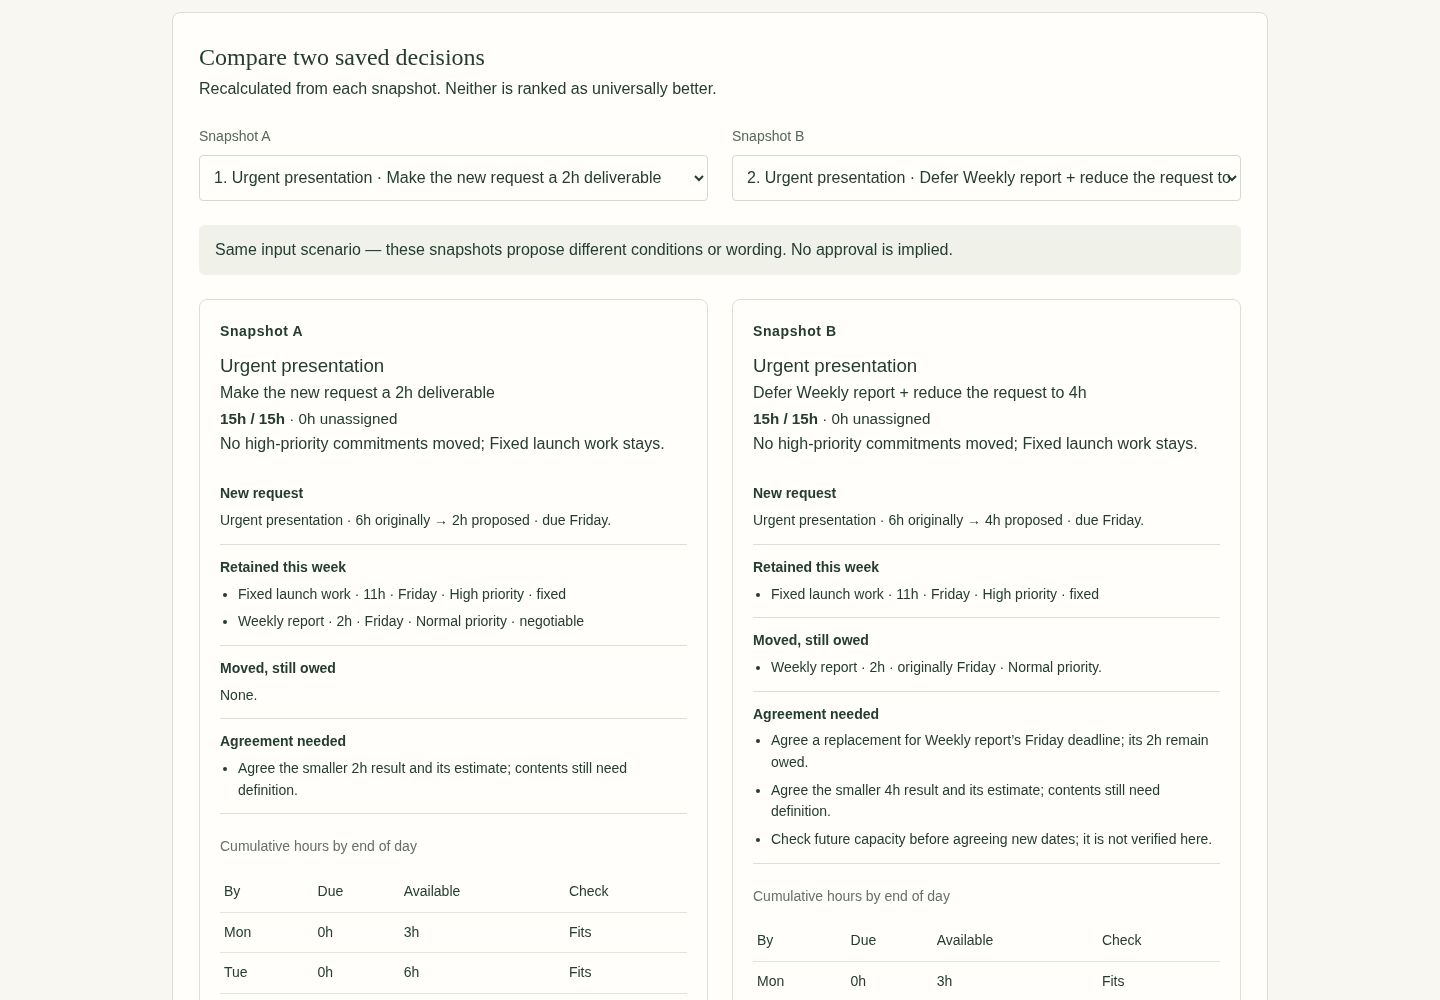 Compare two saved decisions
Recalculated from each snapshot. Neither is ranked as universally better.
Snapshot A
Snapshot B
1. Urgent presentation · Make the new request a 2h deliverable
2. Urgent presentation · Defer Weekly report + reduce the request to
Same input scenario — these snapshots propose different conditions or wording. No approval is implied.
Snapshot A
Urgent presentation
Make the new request a 2h deliverable
15h / 15h · 0h unassigned
No high-priority commitments moved; Fixed launch work stays.
New request
Urgent presentation · 6h originally → 2h proposed · due Friday.
Retained this week
• Fixed launch work · 11h · Friday · High priority · fixed
• Weekly report · 2h · Friday · Normal priority · negotiable
Moved, still owed
None.
Agreement needed
• Agree the smaller 2h result and its estimate; contents still need
definition.
Cumulative hours by end of day
By Due Available Check
Mon 0h 3h Fits
Tue 0h 6h Fits
Snapshot B
Urgent presentation
Defer Weekly report + reduce the request to 4h
15h / 15h · 0h unassigned
No high-priority commitments moved; Fixed launch work stays.
New request
Urgent presentation · 6h originally → 4h proposed · due Friday.
Retained this week
• Fixed launch work · 11h · Friday · High priority · fixed
Moved, still owed
• Weekly report · 2h · originally Friday · Normal priority.
Agreement needed
• Agree a replacement for Weekly report’s Friday deadline; its 2h remain
owed.
• Agree the smaller 4h result and its estimate; contents still need
definition.
• Check future capacity before agreeing new dates; it is not verified here.
Cumulative hours by end of day
By Due Available Check
Mon 0h 3h Fits